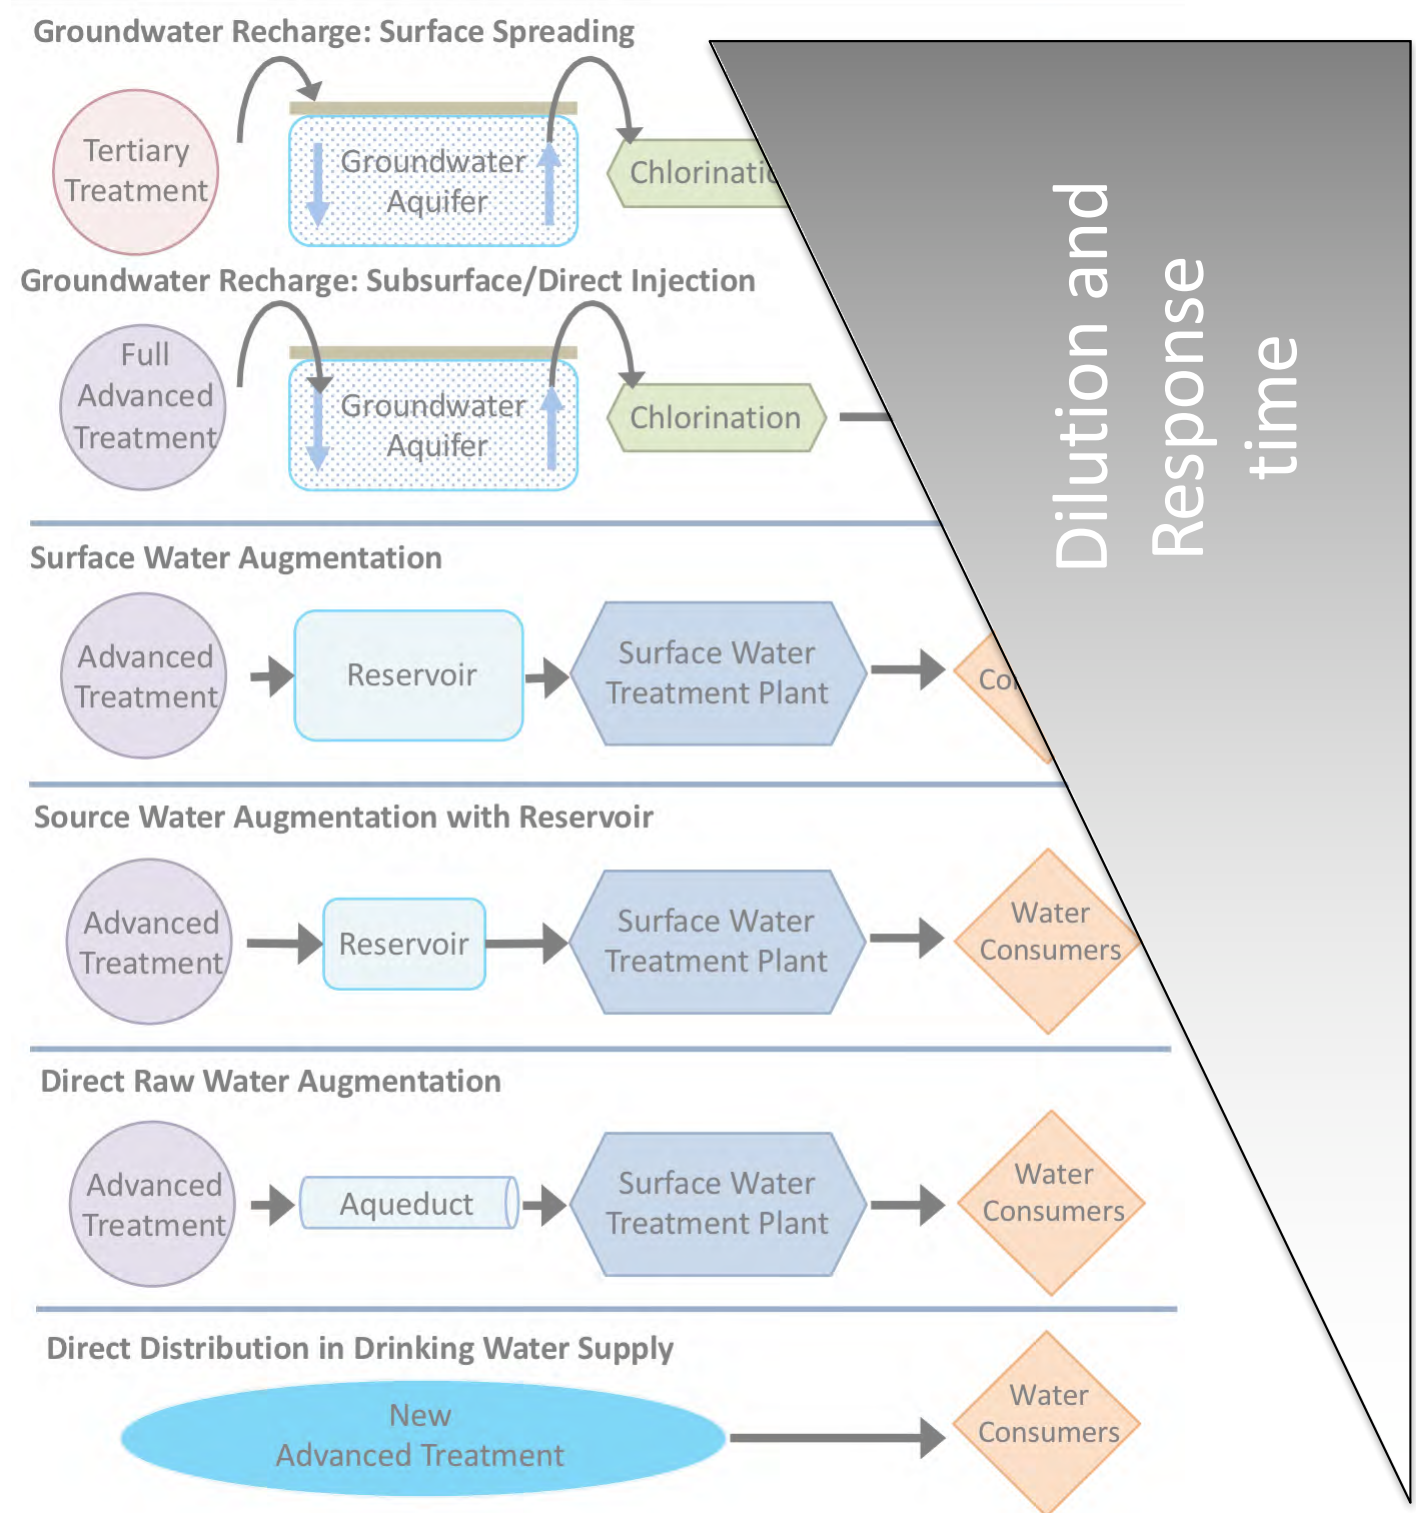 Groundwater Recharge: Surface Spreading
Tertiary
Treatment
Groundwater
Aquifer
Chlorinatio
Groundwater Recharge: Subsurface/Direct Injection
Full
Advanced
Treatment
Groundwater
Aquifer
Chlorination
Surface Water Augmentation
Advanced
Treatment
Reservoir
Surface Water
Treatment Plant
Co
Source Water Augmentation with Reservoir
Advanced
Treatment
Reservoir
Surface Water
Treatment Plant
Water
Consumers
Direct Raw Water Augmentation
Advanced
Treatment
Aqueduct
Surface Water
Treatment Plant
Water
Consumers
Direct Distribution in Drinking Water Supply
New
Advanced Treatment
Water
Consumers
Dilution and
Response
time